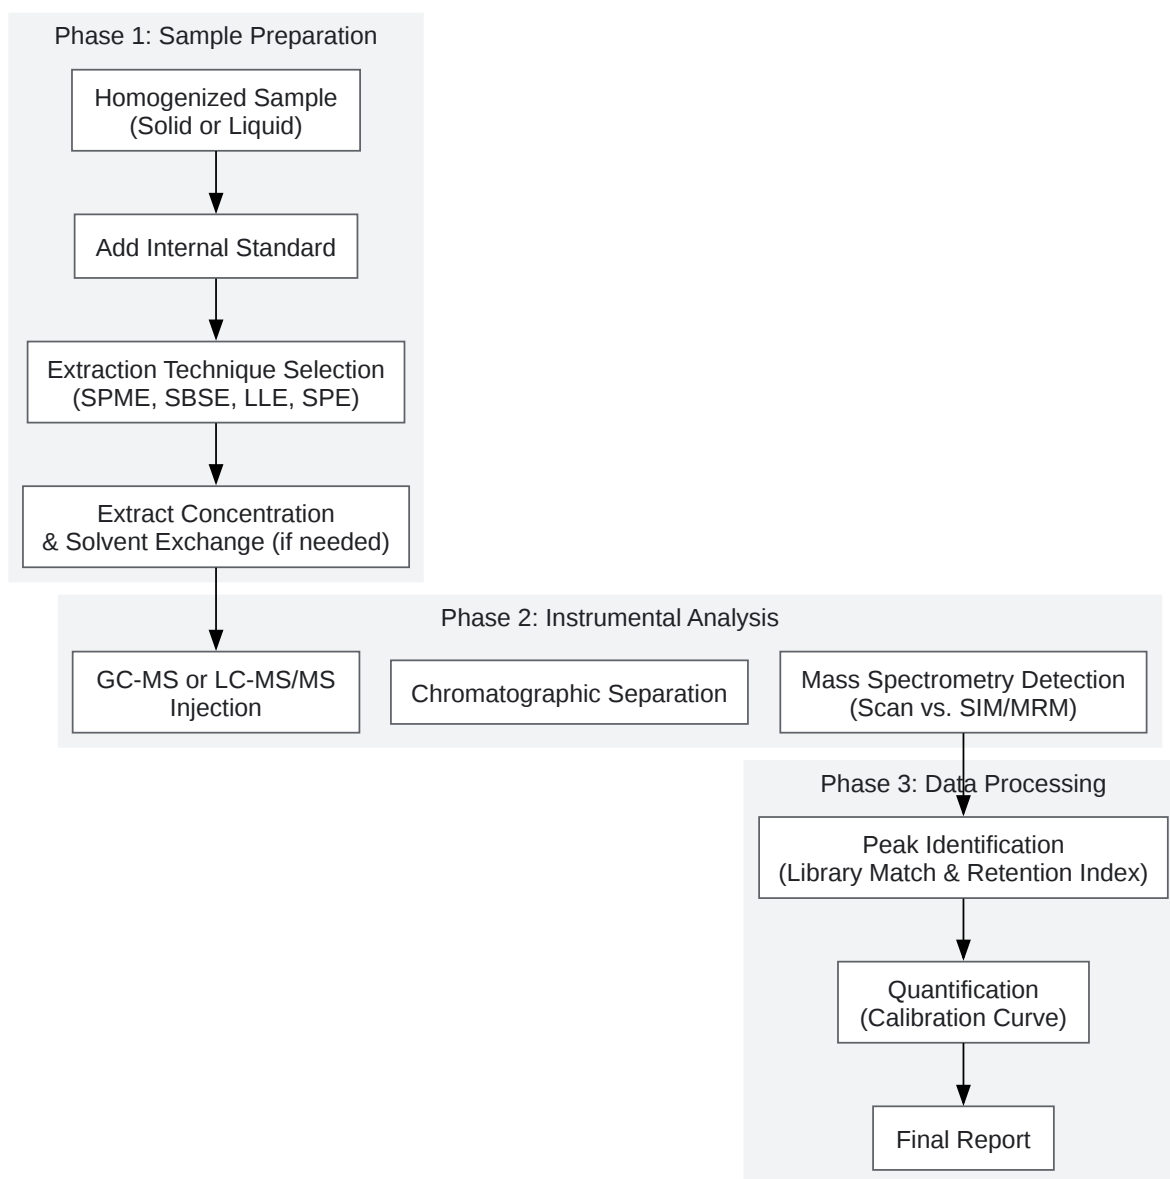 Phase 1: Sample Preparation
Homogenized Sample
(Solid or Liquid)
Add Internal Standard
Extraction Technique Selection
(SPME, SBSE, LLE, SPE)
Extract Concentration
& Solvent Exchange (if needed)
Phase 2: Instrumental Analysis
GC-MS or LC-MS/MS
Injection
Chromatographic Separation
Mass Spectrometry Detection
(Scan vs. SIM/MRM)
Phase 3: Data Processing
Peak Identification
(Library Match & Retention Index)
Quantification
(Calibration Curve)
Final Report